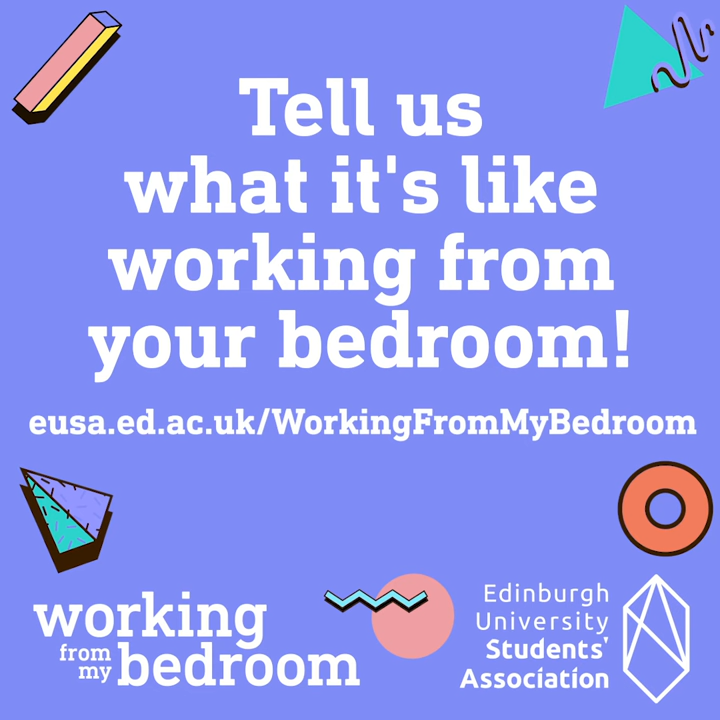 Tell us
what it's like
working from
your bedroom!
eusa.ed.ac.uk/WorkingFromMyBedroom
working
from
my bedroom
Edinburgh
University
Students'
Association